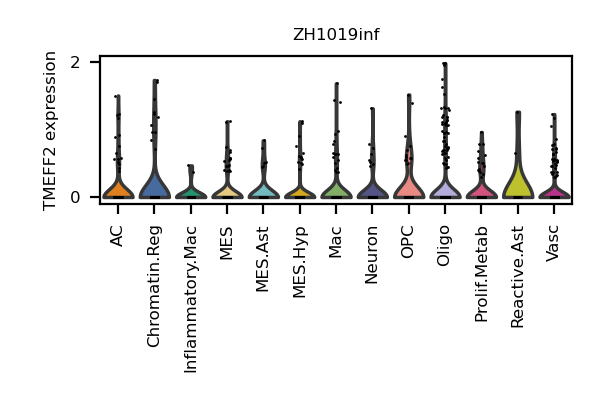 ZH1019inf
TMEFF2 expression
2
0
AC
Chromatin.Reg
Inflammatory.Mac
MES
MES.Ast
MES.Hyp
Mac
Neuron
OPC
Oligo
Prolif.Metab
Reactive.Ast
Vasc